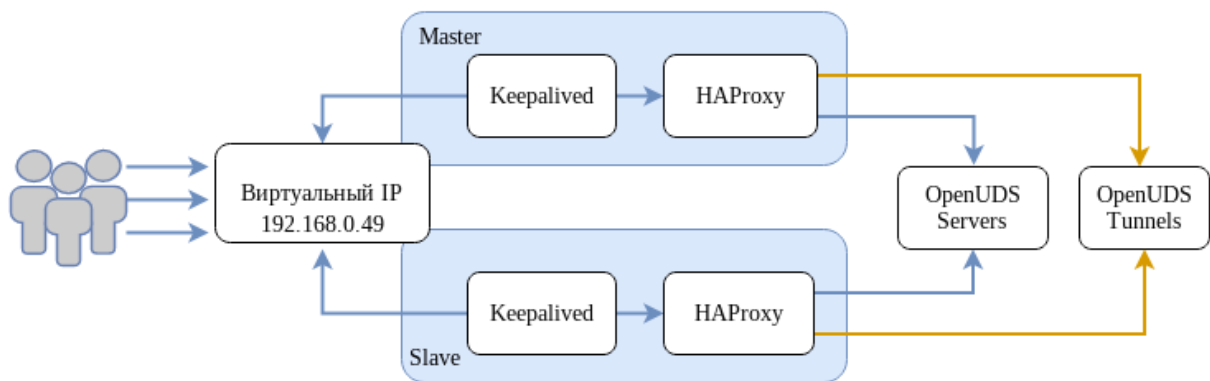 Master
Keepalived
HAProxy
Виртуальный IP
192.168.0.49
OpenUDS
Servers
OpenUDS
Tunnels
Keepalived
HAProxy
Slave